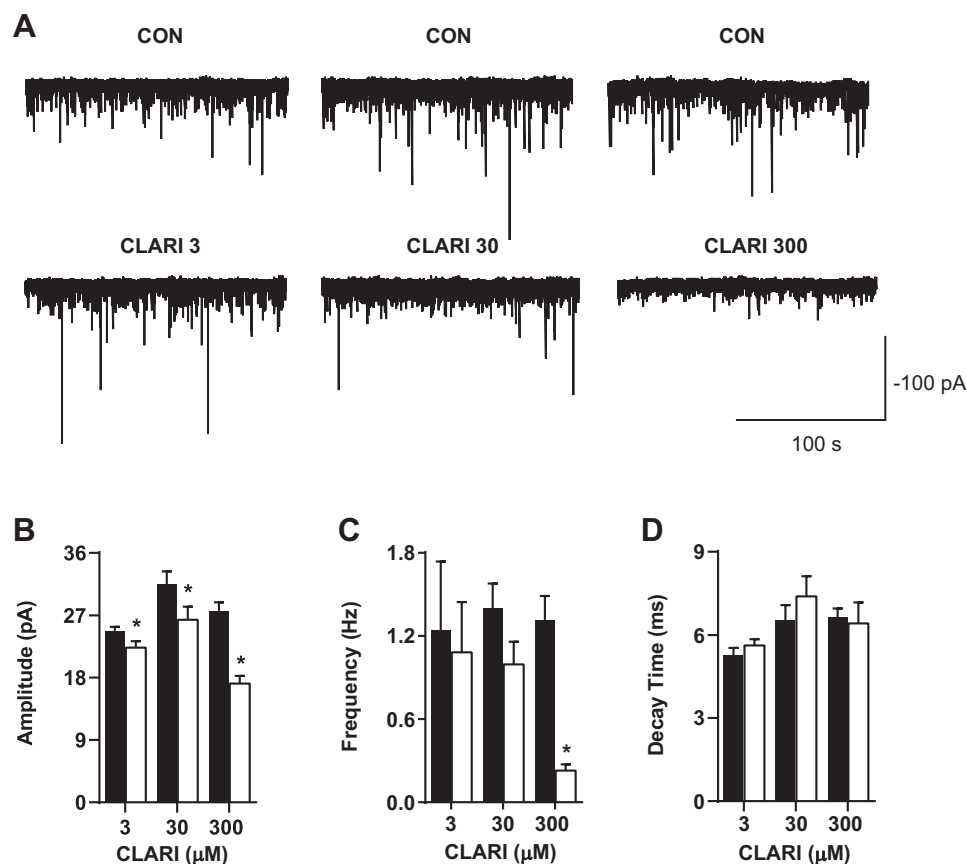 A
CON CON CON
CLARI 3 CLARI 30 CLARI 300
-100 pA
100 s
B
Amplitude (pA)
36
27
18
9
0
* * *
3 30 300
CLARI (μM)
C
Frequency (Hz)
1.8
1.2
0.6
0.0
*
3 30 300
CLARI (μM)
D
Decay Time (ms)
9
6
3
0
3 30 300
CLARI (μM)